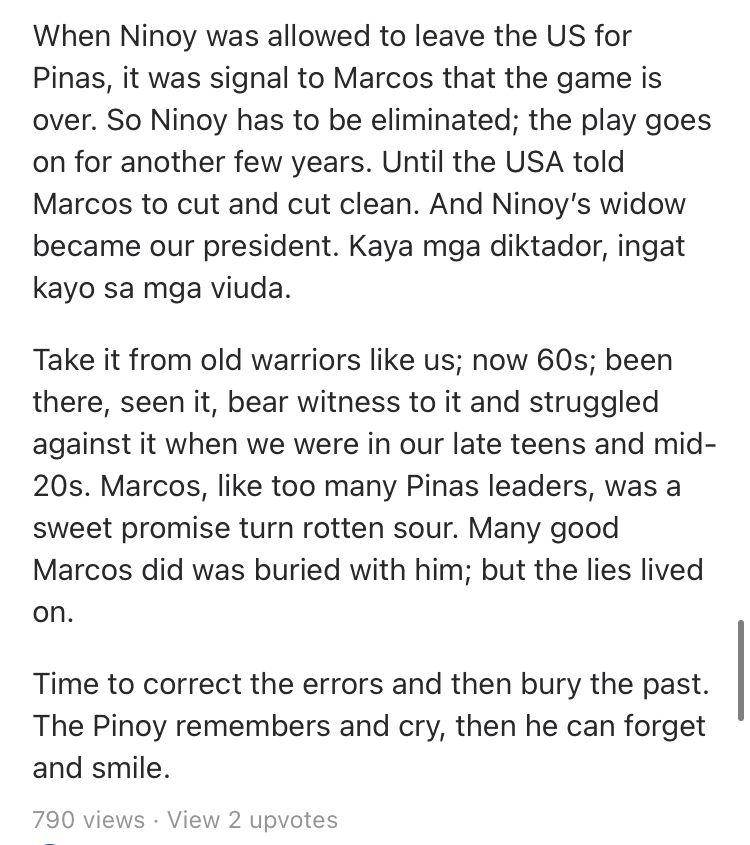 When Ninoy was allowed to leave the US for
Pinas, it was signal to Marcos that the game is
over. So Ninoy has to be eliminated; the play goes
on for another few years. Until the USA told
Marcos to cut and cut clean. And Ninoy’s widow
became our president. Kaya mga diktador, ingat
kayo sa mga viuda.
Take it from old warriors like us; now 60s; been
there, seen it, bear witness to it and struggled
against it when we were in our late teens and mid-
20s. Marcos, like too many Pinas leaders, was a
sweet promise turn rotten sour. Many good
Marcos did was buried with him; but the lies lived
on.
Time to correct the errors and then bury the past.
The Pinoy remembers and cry, then he can forget
and smile.
790 views · View 2 upvotes